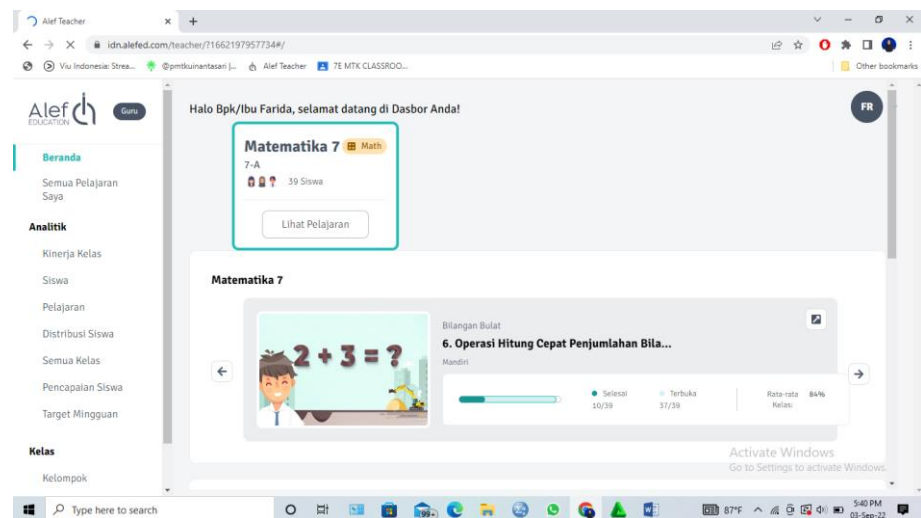 Alef Teacher
idn.alefed.com/teacher/?1662197957734#/
Viu Indonesia: Strea...
@pmtkuinantasari |...
Alef Teacher
7E MTK CLASSROO...
Other bookmarks
Alef
EDUCATION
Guru
Halo Bpk/Ibu Farida, selamat datang di Dasbor Anda!
FR
Beranda
Semua Pelajaran
Saya
Analitik
Kinerja Kelas
Siswa
Pelajaran
Distribusi Siswa
Semua Kelas
Pencapaian Siswa
Target Mingguan
Kelas
Kelompok
Matematika 7 Math
7-A
39 Siswa
Lihat Pelajaran
Matematika 7
2 + 3 = ?
Bilangan Bulat
6. Operasi Hitung Cepat Penjumlahan Bila...
Mandiri
Selesai
10/39
Terbuka
37/39
Rata-rata 84%
Kelas:
Activate Windows
Go to Settings to activate Windows.
Type here to search
99+
87°F
5:40 PM
03-Sep-22